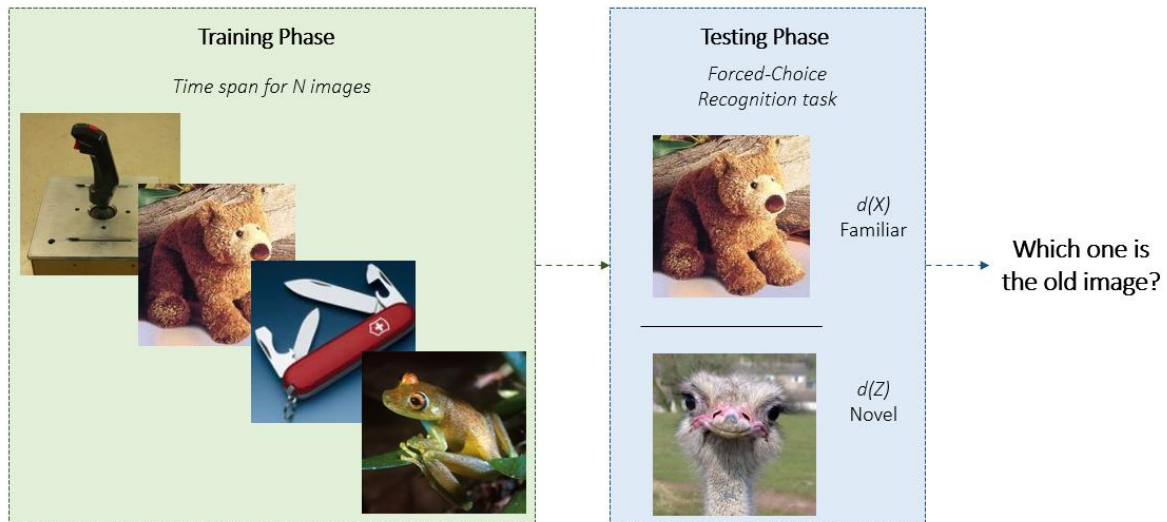 Training Phase
Time span for N images
Testing Phase
Forced-Choice
Recognition task
d(X)
Familiar
d(Z)
Novel
Which one is
the old image?